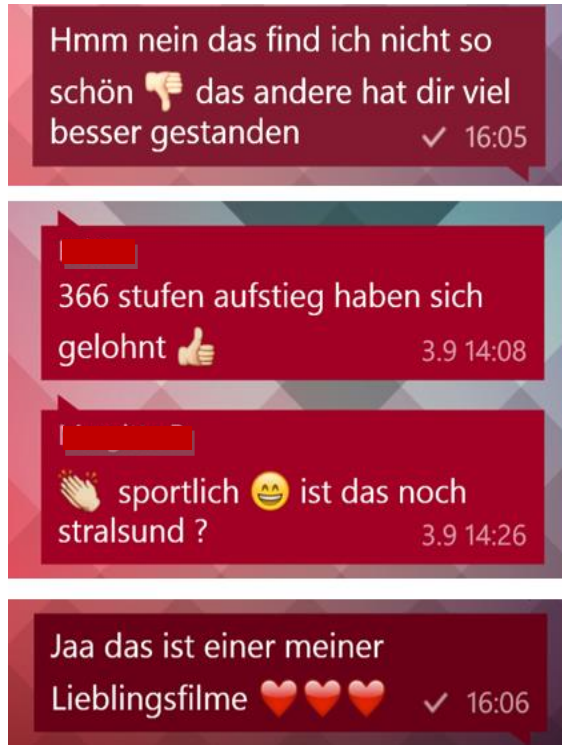 Hmm nein das find ich nicht so
schön 👎 das andere hat dir viel
besser gestanden ✓ 16:05
366 stufen aufstieg haben sich
gelohnt 👍 3.9 14:08
👏 sportlich 😄 ist das noch
stralsund ? 3.9 14:26
Jaa das ist einer meiner
Lieblingsfilme ❤❤❤ ✓ 16:06